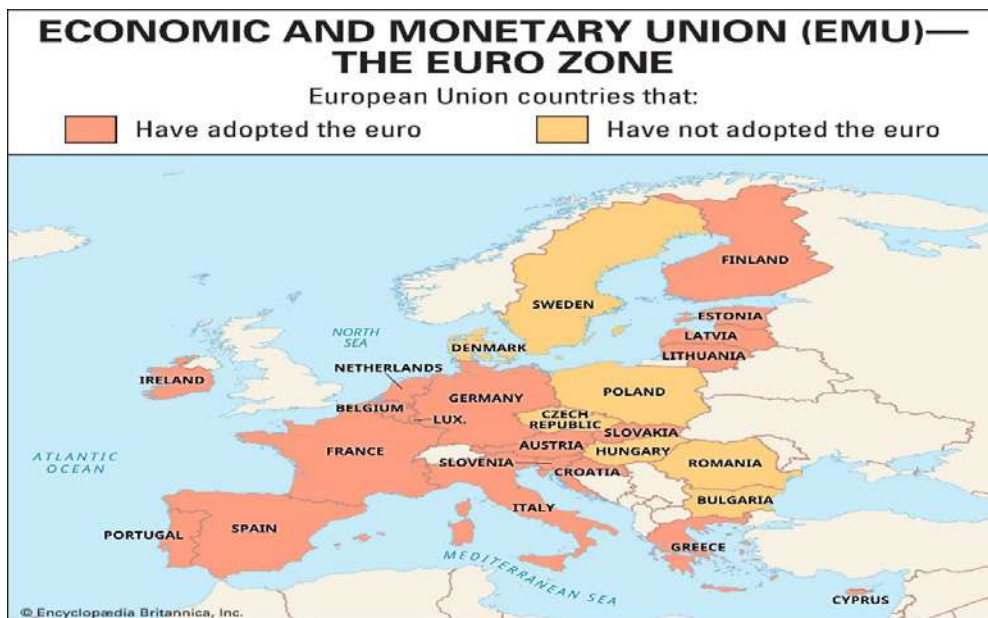 ECONOMIC AND MONETARY UNION (EMU)—
THE EURO ZONE
European Union countries that:
Have adopted the euro
Have not adopted the euro
FINLAND
SWEDEN
ESTONIA
NORTH
SEA
LATVIA
DENMARK
LITHUANIA
NETHERLANDS
IRELAND
POLAND
GERMANY
BELGIUM
LUX.
CZECH
REPUBLIC
SLOVAKIA
ATLANTIC
OCEAN
FRANCE
AUSTRIA
HUNGARY
SLOVENIA
CROATIA
ROMANIA
BULGARIA
ITALY
PORTUGAL
SPAIN
GREECE
MEDITERRANEAN SEA
CYPRUS
© Encyclopædia Britannica, Inc.